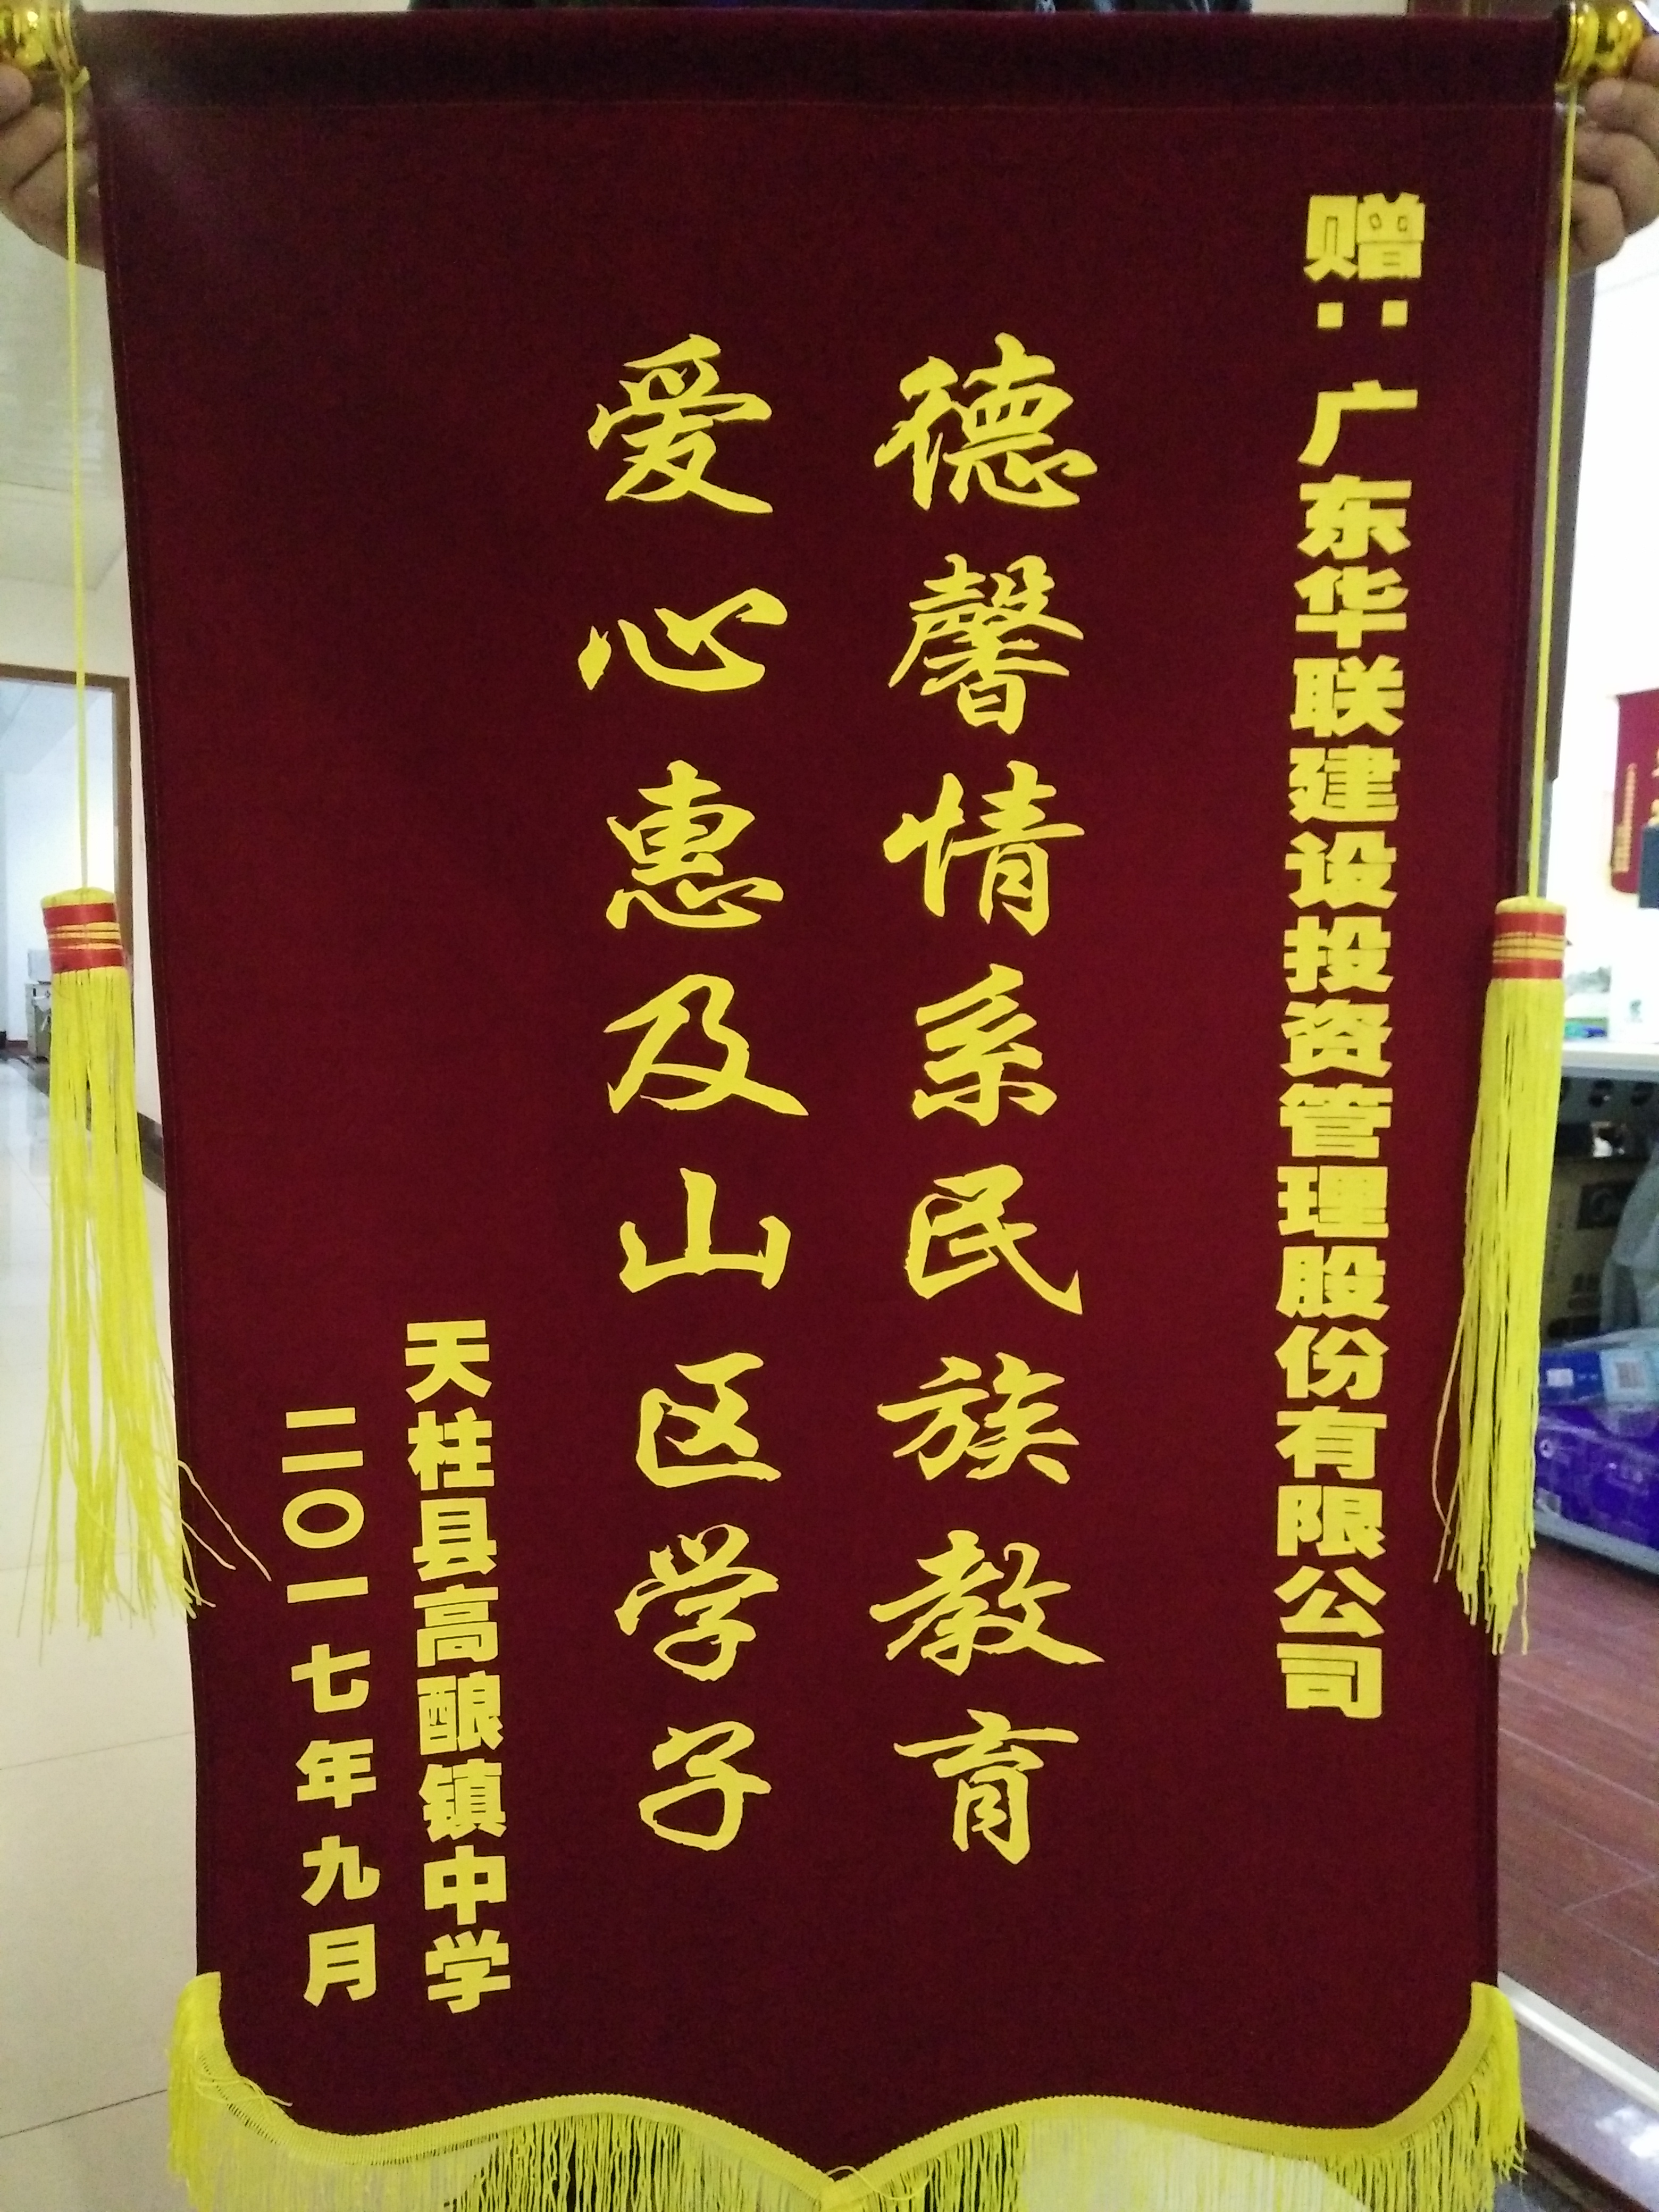 赠：广东华联建设投资管理股份有限公司
德馨情系民族教育
爱心惠及山区学子
天柱县高酿镇中学
二〇一七年九月